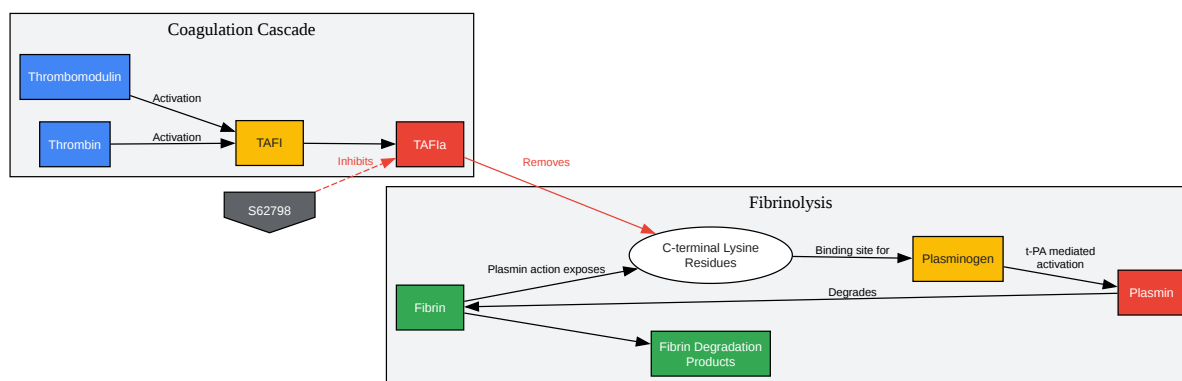 Coagulation Cascade
Thrombomodulin
Activation
Thrombin
Activation
TAFI
TAFIa
Inhibits
S62798
Removes
Fibrinolysis
C-terminal Lysine
Residues
Binding site for
Plasminogen
t-PA mediated
activation
Plasmin action exposes
Degrades
Plasmin
Fibrin
Fibrin Degradation
Products